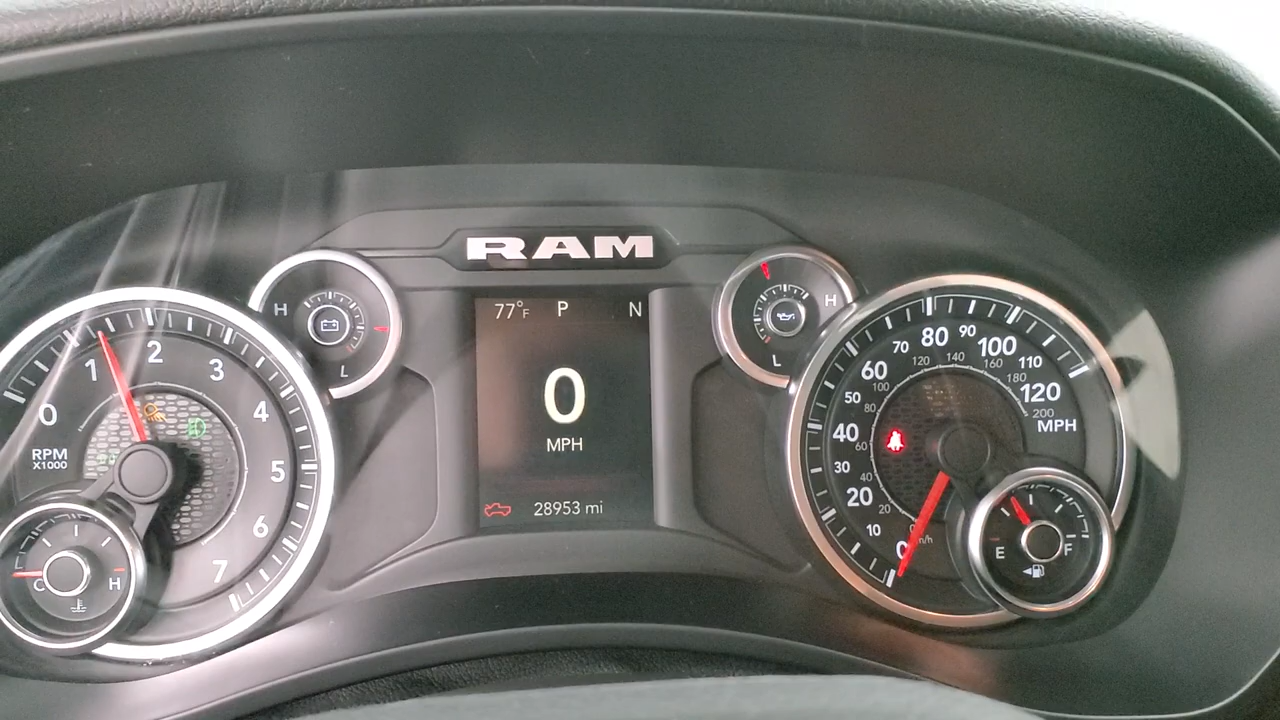 RAM
77°F P N
0
MPH
28953 mi
0 1 2 3 4 5 6 7
RPM
X1000
C H
H L
H L
0 10 20 30 40 50 60 70 80 90 100 110 120
MPH
20 40 60 80 100 120 140 160 180 200
E F